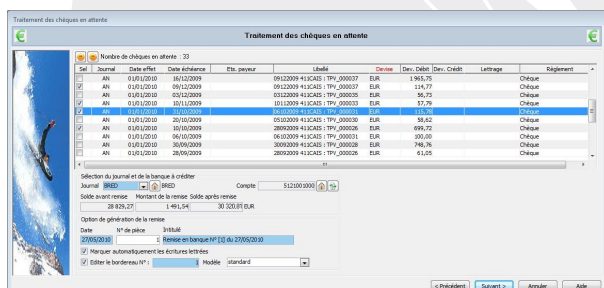 Traitement des chèques en attente
Traitement des chèques en attente
Nombre de chèques en attente : 33
Sel Journal Date effet Date échéance Ets. payeur Libellé Devise Dev. Débit Dev. Crédit Lettrage Règlement
AN 01/01/2010 16/12/2009 09122009 411CAIS : TPV_000037 EUR 1 965,75 Chèque
AN 01/01/2010 09/12/2009 09122009 411CAIS : TPV_000037 EUR 114,77 Chèque
AN 01/01/2010 03/12/2009 03122009 411CAIS : TPV_000035 EUR 56,73 Chèque
AN 01/01/2010 10/11/2009 10112009 411CAIS : TPV_000033 EUR 57,79 Chèque
AN 01/01/2010 31/10/2009 06102009 411CAIS : TPV_000031 EUR 115,78 Chèque
AN 01/01/2010 20/10/2009 05102009 411CAIS : TPV_000030 EUR 58,62 Chèque
AN 01/01/2010 10/10/2009 28092009 411CAIS : TPV_000026 EUR 699,72 Chèque
AN 01/01/2010 06/10/2009 06102009 411CAIS : TPV_000031 EUR 100,00 Chèque
AN 01/01/2010 30/09/2009 30092009 411CAIS : TPV_000028 EUR 748,76 Chèque
AN 01/01/2010 28/09/2009 28092009 411CAIS : TPV_000026 EUR 61,05 Chèque
Sélection du journal et de la banque à créditer
Journal BRED BRED Compte 5121001000
Solde avant remise Montant de la remise Solde après remise
28 829,27 1 491,54 30 320,81 EUR
Option de génération de la remise
Date N° de pièce Intitulé
27/05/2010 1 Remise en banque N° [1] du 27/05/2010
Marquer automatiquement les écritures lettrées
Editer le bordereau N° : 1 Modèle standard
< Précédent Suivant > Annuler Aide